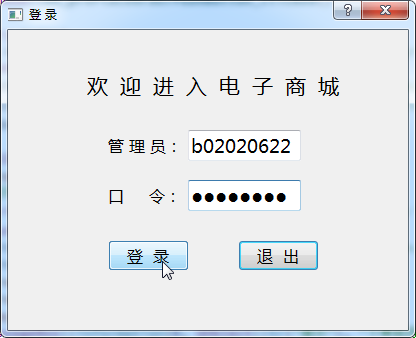 登录
欢迎进入电子商城
管理员： b02020622
口 令： ●●●●●●●●
登 录 退 出